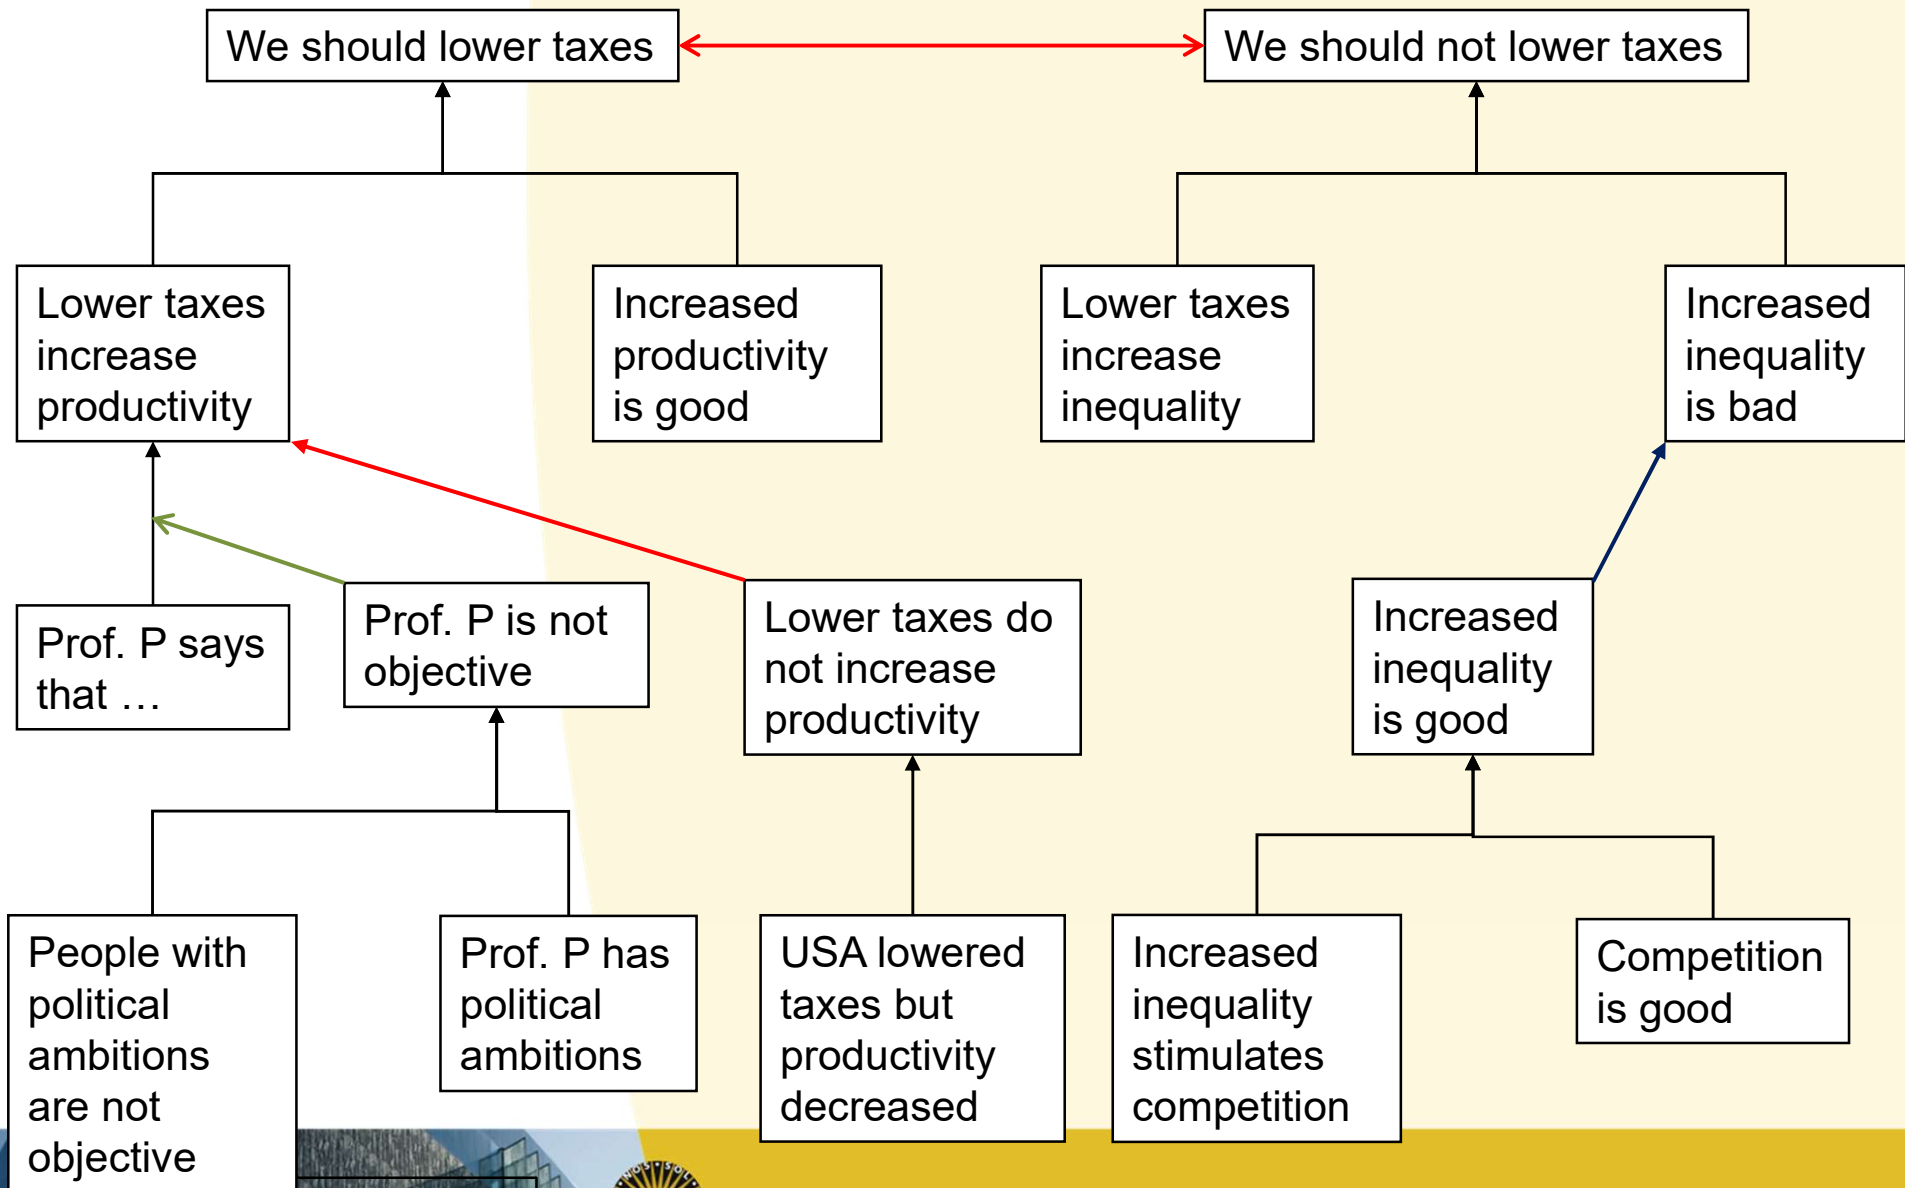 We should lower taxes
We should not lower taxes
Lower taxes
increase
productivity
Increased
productivity
is good
Lower taxes
increase
inequality
Increased
inequality
is bad
Prof. P says
that …
Prof. P is not
objective
Lower taxes do
not increase
productivity
Increased
inequality
is good
People with
political
ambitions
are not
objective
Prof. P has
political
ambitions
USA lowered
taxes but
productivity
decreased
Increased
inequality
stimulates
competition
Competition
is good